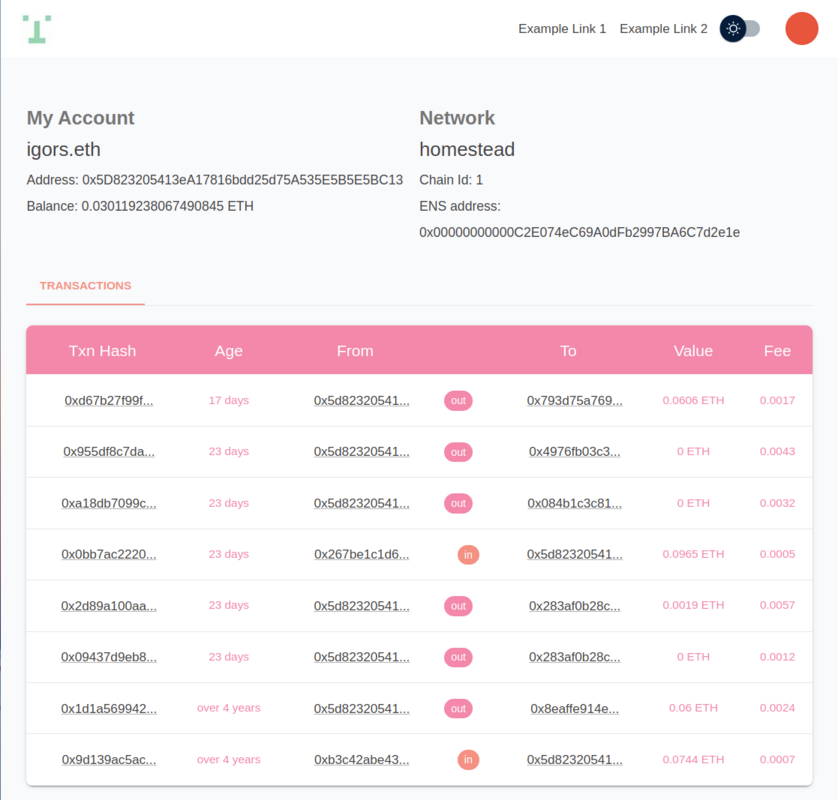 Example Link 1 Example Link 2
My Account
igors.eth
Address: 0x5D823205413eA17816bdd25d75A535E5B5E5BC13
Balance: 0.030119238067490845 ETH
Network
homestead
Chain Id: 1
ENS address:
0x00000000000C2E074eC69A0dFb2997BA6C7d2e1e
TRANSACTIONS
Txn Hash Age From To Value Fee
0xd67b27f99f... 17 days 0x5d82320541... out 0x793d75a769... 0.0606 ETH 0.0017
0x955df8c7da... 23 days 0x5d82320541... out 0x4976fb03c3... 0 ETH 0.0043
0xa18db7099c... 23 days 0x5d82320541... out 0x084b1c3c81... 0 ETH 0.0032
0x0bb7ac2220... 23 days 0x267be1c1d6... in 0x5d82320541... 0.0965 ETH 0.0005
0x2d89a100aa... 23 days 0x5d82320541... out 0x283af0b28c... 0.0019 ETH 0.0057
0x09437d9eb8... 23 days 0x5d82320541... out 0x283af0b28c... 0 ETH 0.0012
0x1d1a569942... over 4 years 0x5d82320541... out 0x8eaffe914e... 0.06 ETH 0.0024
0x9d139ac5ac... over 4 years 0xb3c42abe43... in 0x5d82320541... 0.0744 ETH 0.0007